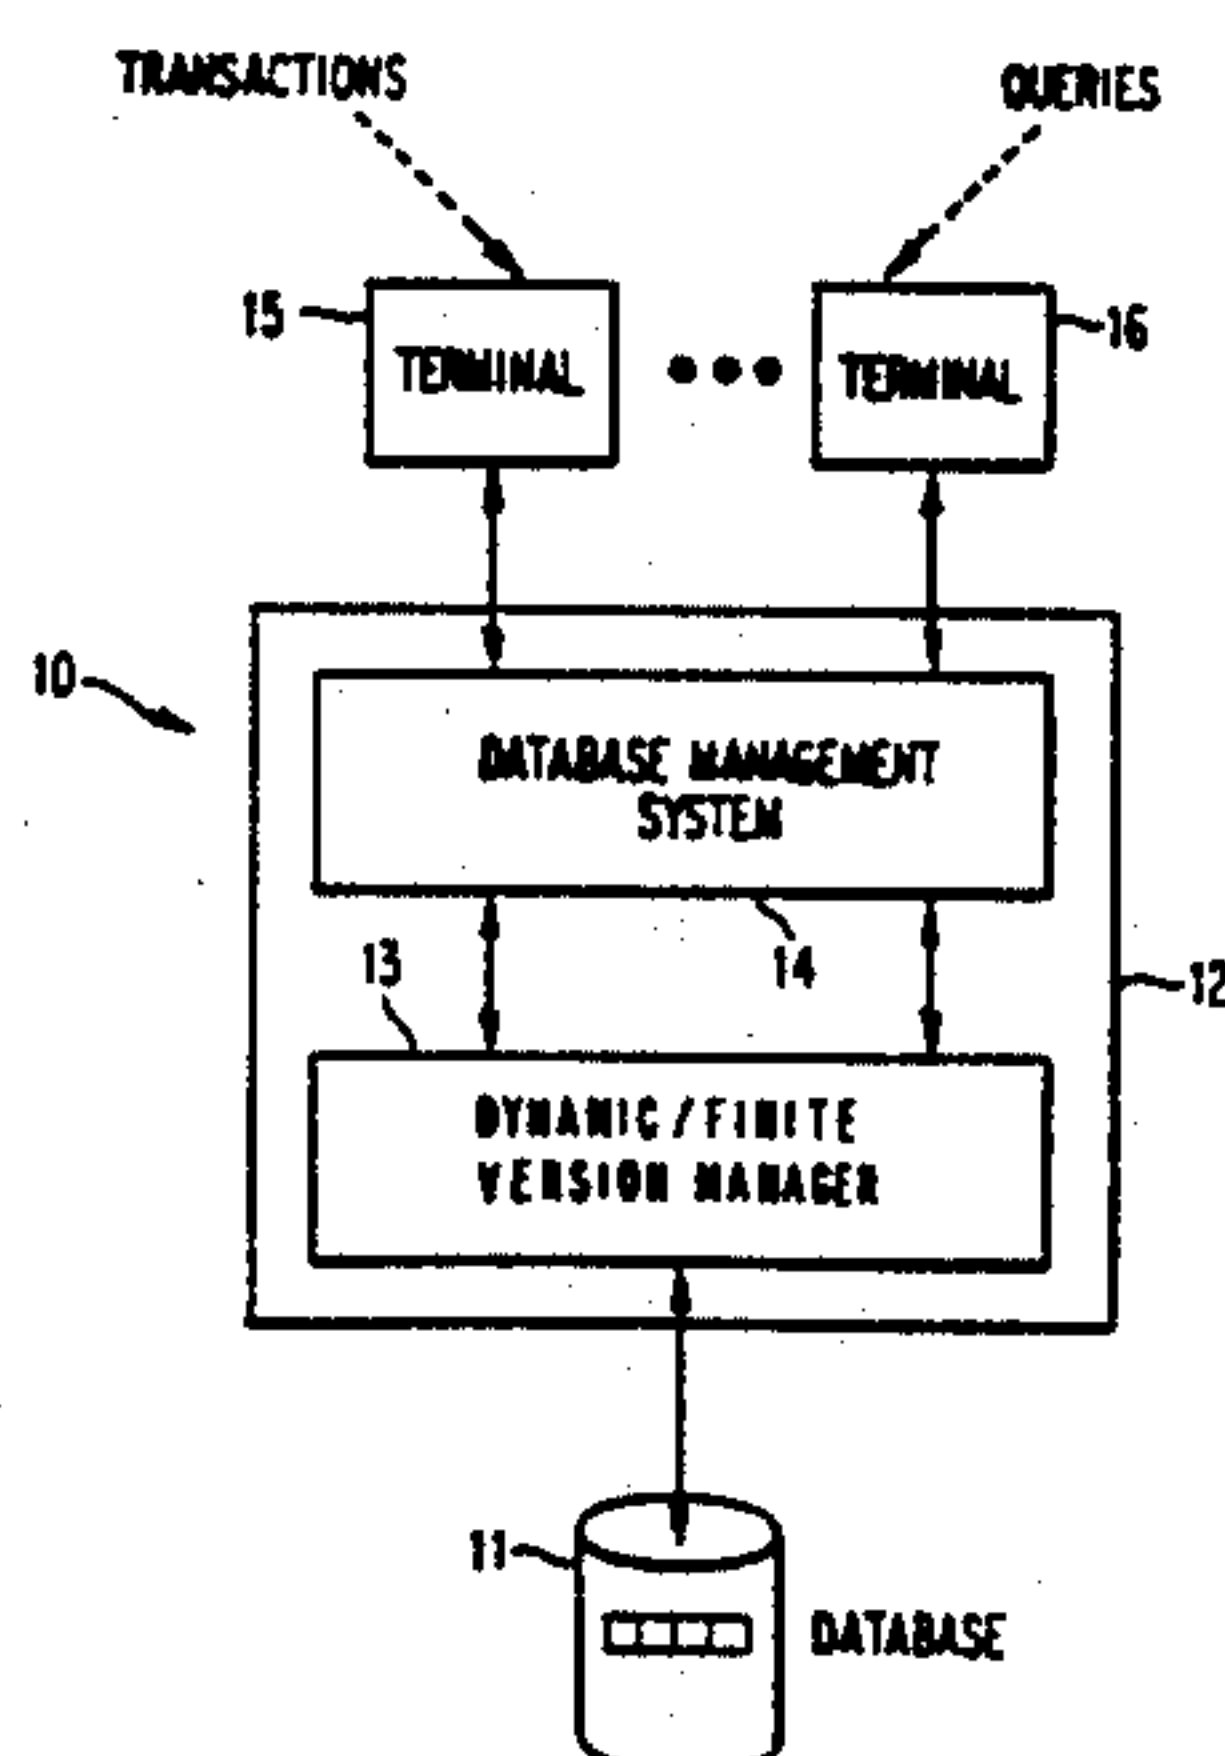 TRANSACTIONS
QUERIES
15
TERMINAL
TERMINAL
16
10
DATABASE MANAGEMENT
SYSTEM
13
14
12
DYNAMIC/FINITE
VERSION MANAGER
11
DATABASE